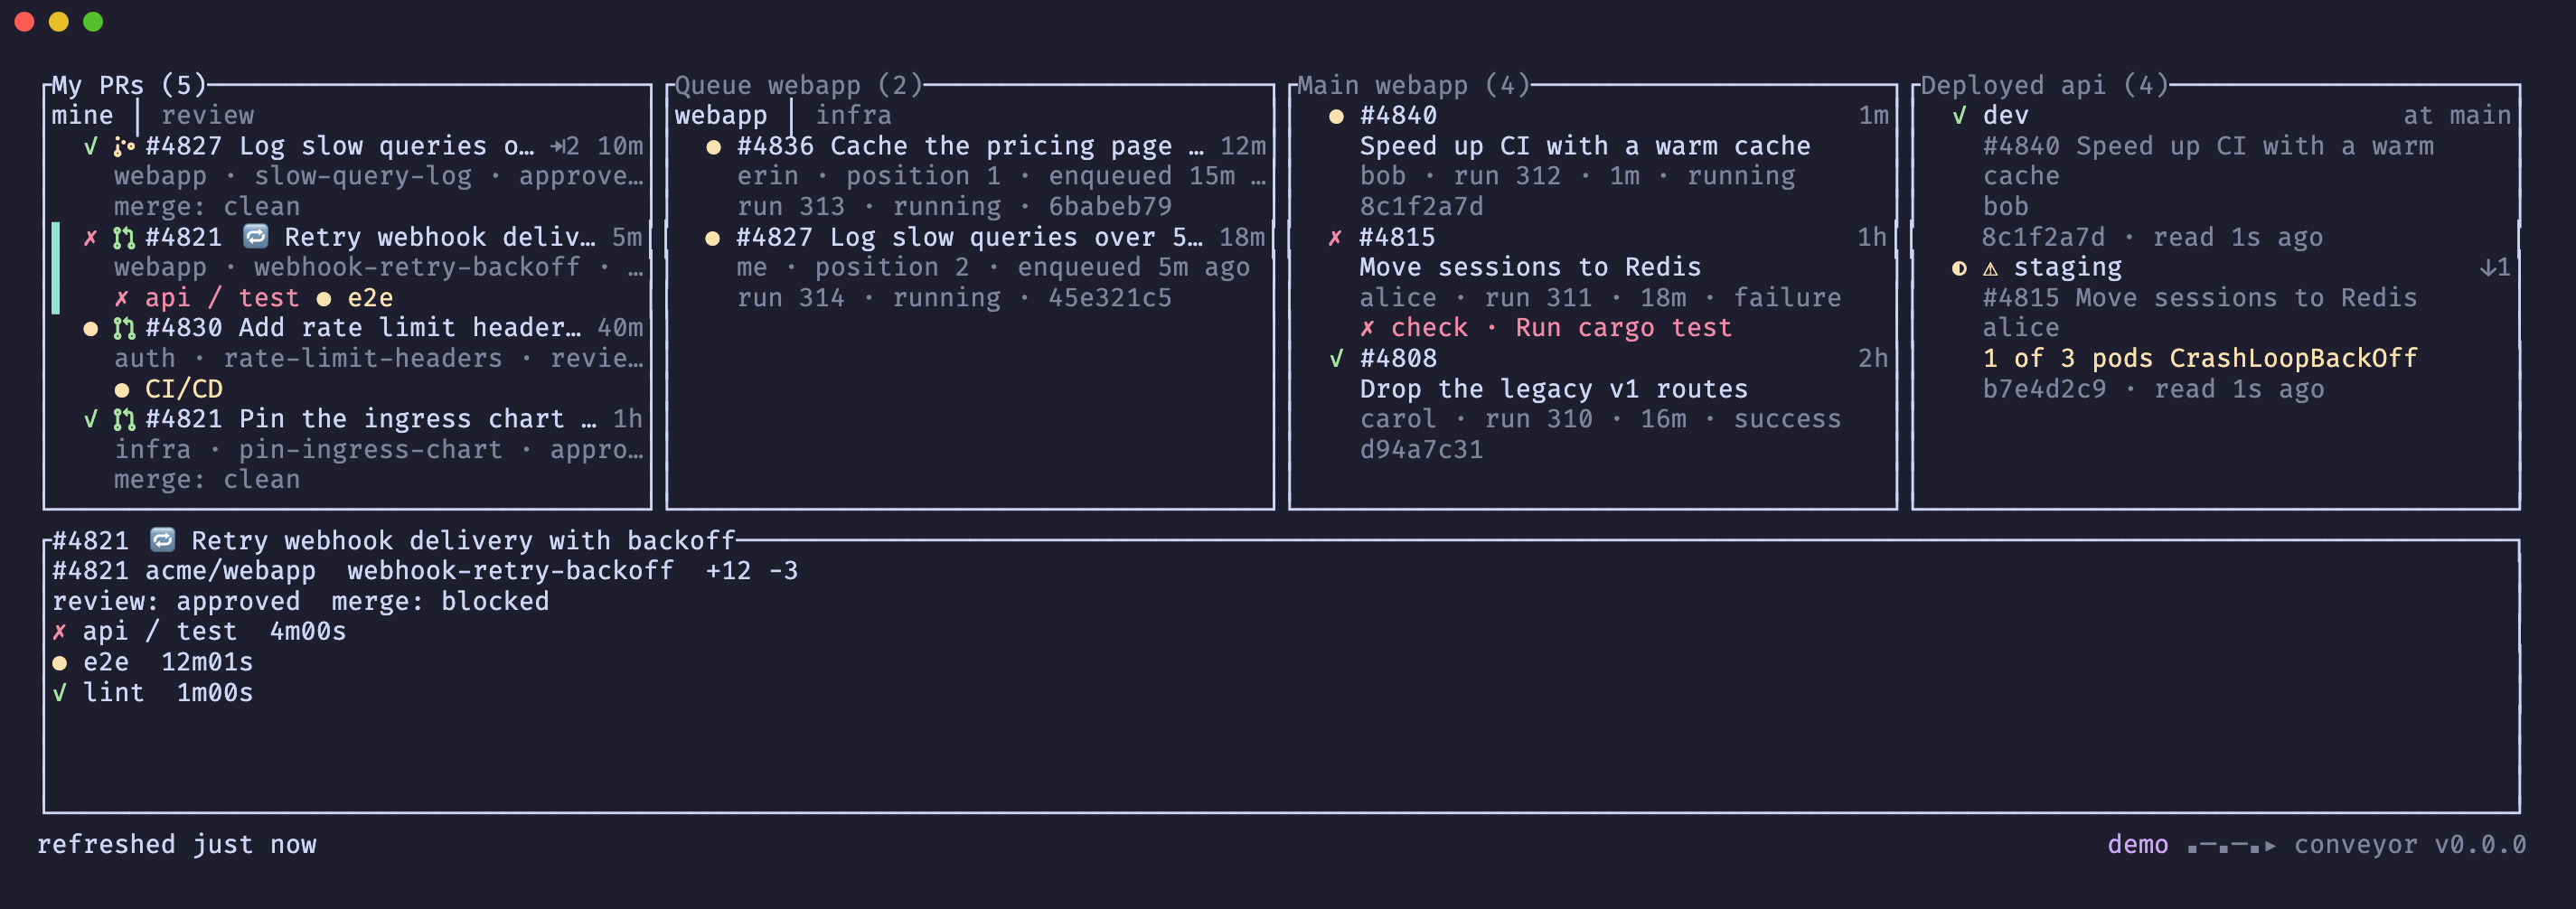 My PRs (5)
mine │ review
✓ #4827 Log slow queries o… ⇥2 10m
webapp · slow-query-log · approve…
merge: clean
✗ #4821 🔁 Retry webhook deliv… 5m
webapp · webhook-retry-backoff · …
✗ api / test ● e2e
● #4830 Add rate limit header… 40m
auth · rate-limit-headers · revie…
● CI/CD
✓ #4821 Pin the ingress chart … 1h
infra · pin-ingress-chart · appro…
merge: clean
Queue webapp (2)
webapp │ infra
● #4836 Cache the pricing page … 12m
erin · position 1 · enqueued 15m …
run 313 · running · 6babeb79
● #4827 Log slow queries over 5… 18m
me · position 2 · enqueued 5m ago
run 314 · running · 45e321c5
Main webapp (4)
● #4840 1m
Speed up CI with a warm cache
bob · run 312 · 1m · running
8c1f2a7d
✗ #4815 1h
Move sessions to Redis
alice · run 311 · 18m · failure
✗ check · Run cargo test
✓ #4808 2h
Drop the legacy v1 routes
carol · run 310 · 16m · success
d94a7c31
Deployed api (4)
✓ dev at main
#4840 Speed up CI with a warm
cache
bob
8c1f2a7d · read 1s ago
◐ ⚠ staging ↓1
#4815 Move sessions to Redis
alice
1 of 3 pods CrashLoopBackOff
b7e4d2c9 · read 1s ago
#4821 🔁 Retry webhook delivery with backoff
#4821 acme/webapp webhook-retry-backoff +12 -3
review: approved merge: blocked
✗ api / test 4m00s
● e2e 12m01s
✓ lint 1m00s
refreshed just now
demo ▪─▪─▪▸ conveyor v0.0.0